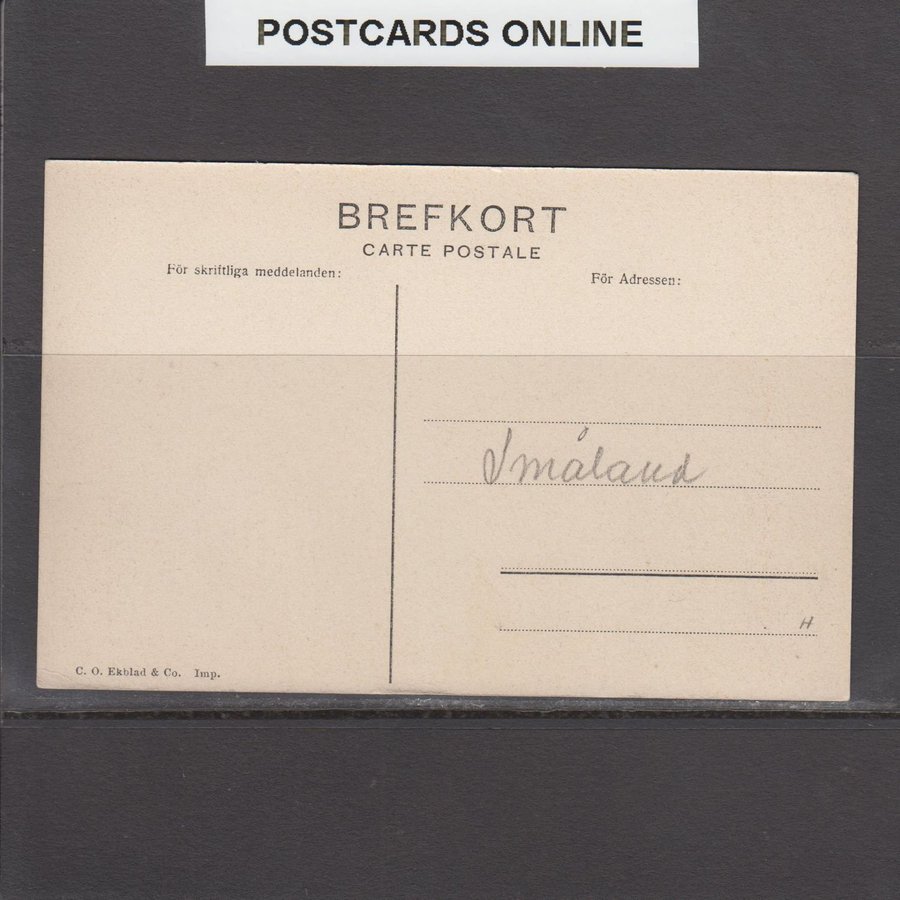 POSTCARDS ONLINE
BREFKORT
CARTE POSTALE
För skriftliga meddelanden:
För Adressen:
Småland
H
C. O. Ekblad & Co. Imp.